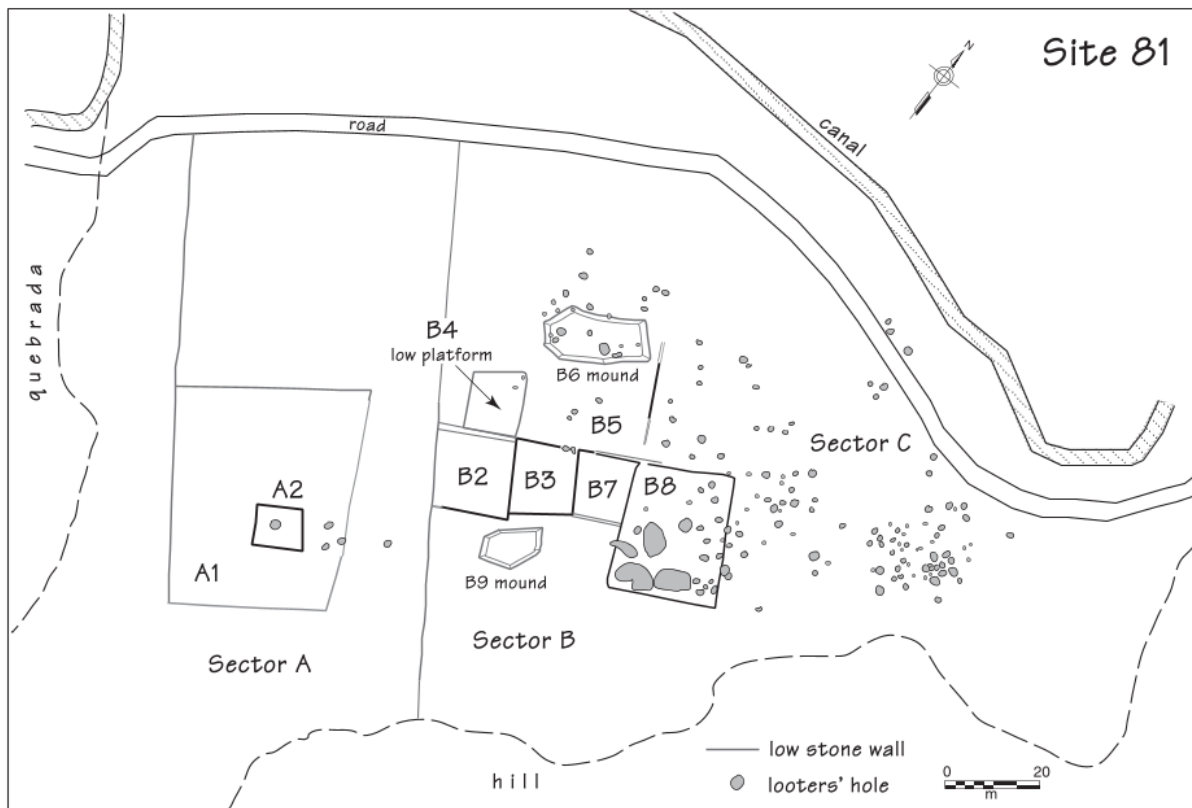 Site 81
N
canal
road
quebrada
B4
low platform
B6 mound
B5
Sector C
B2
B3
B7
B8
A2
A1
B9 mound
Sector A
Sector B
hill
low stone wall
looters' hole
0 20
m